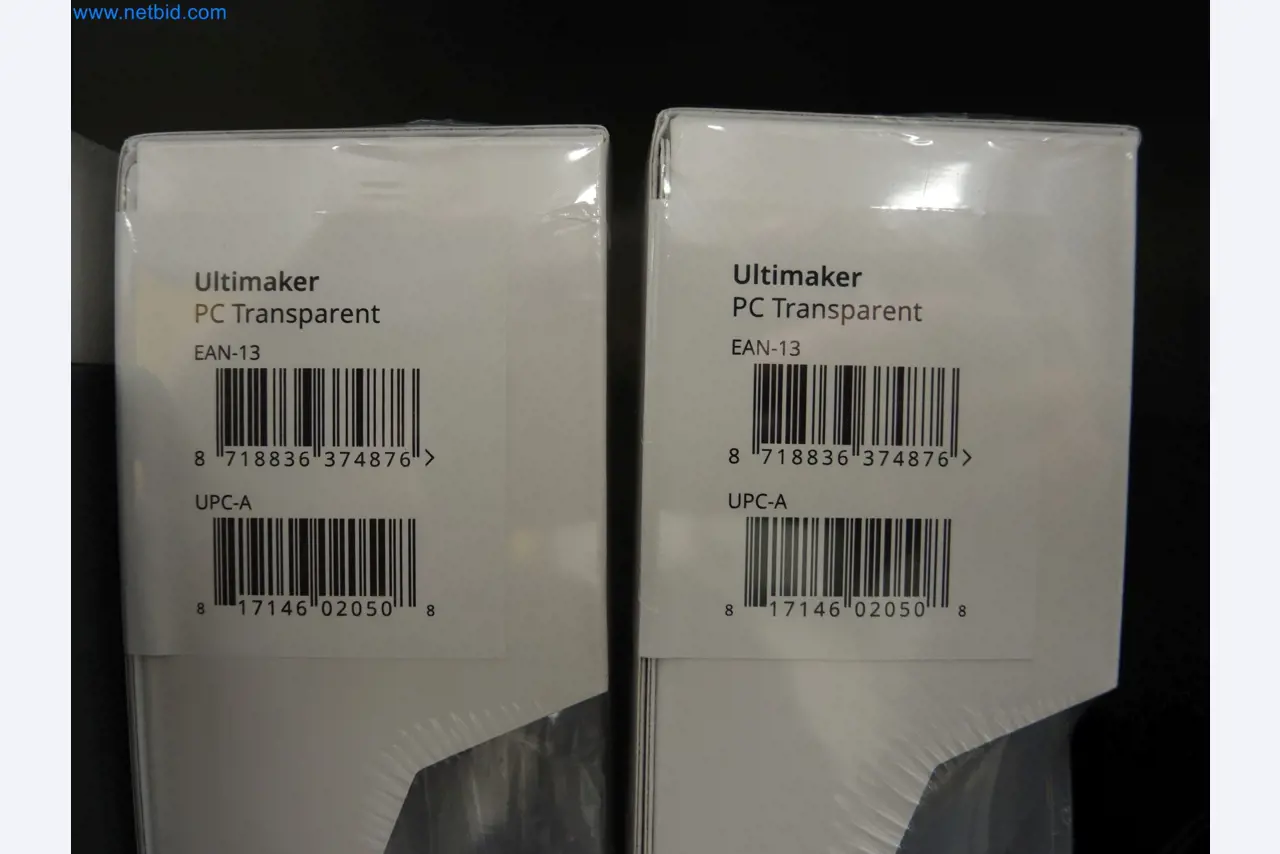 www.netbid.com
Ultimaker
PC Transparent
EAN-13
8 718836 374876 >
UPC-A
8 17146 02050 8
Ultimaker
PC Transparent
EAN-13
8 718836 374876 >
UPC-A
8 17146 02050 8